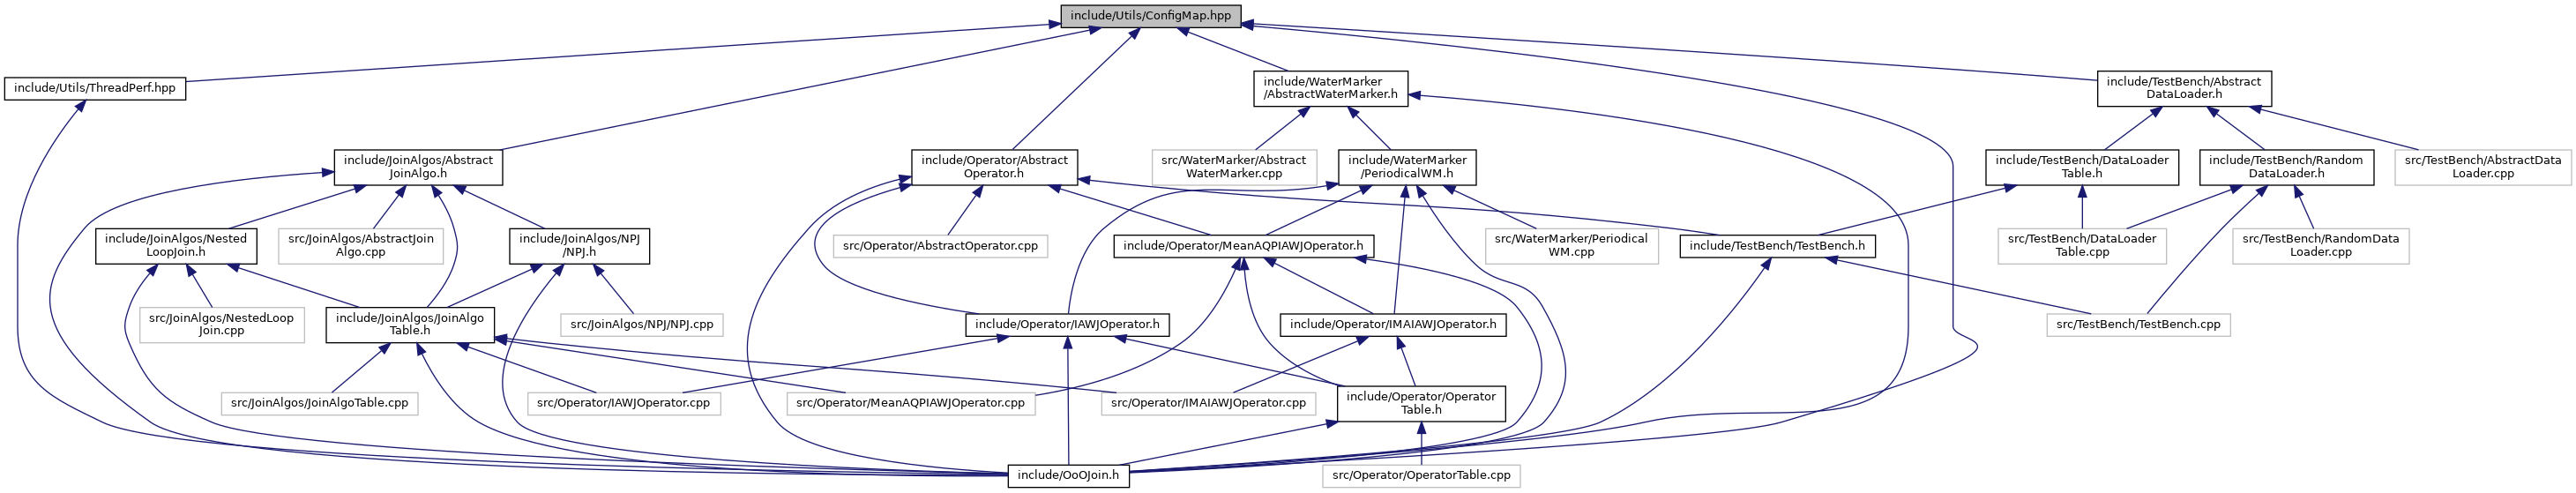 include/Utils/ConfigMap.hpp
include/Utils/ThreadPerf.hpp
include/WaterMarker
/AbstractWaterMarker.h
include/TestBench/Abstract
DataLoader.h
include/JoinAlgos/Abstract
JoinAlgo.h
include/Operator/Abstract
Operator.h
src/WaterMarker/Abstract
WaterMarker.cpp
include/WaterMarker
/PeriodicalWM.h
include/TestBench/DataLoader
Table.h
include/TestBench/Random
DataLoader.h
src/TestBench/AbstractData
Loader.cpp
include/JoinAlgos/Nested
LoopJoin.h
src/JoinAlgos/AbstractJoin
Algo.cpp
include/JoinAlgos/NPJ
/NPJ.h
src/Operator/AbstractOperator.cpp
include/Operator/MeanAQPIAWJOperator.h
src/WaterMarker/Periodical
WM.cpp
include/TestBench/TestBench.h
src/TestBench/DataLoader
Table.cpp
src/TestBench/RandomData
Loader.cpp
src/JoinAlgos/NestedLoop
Join.cpp
include/JoinAlgos/JoinAlgo
Table.h
src/JoinAlgos/NPJ/NPJ.cpp
include/Operator/IAWJOperator.h
include/Operator/IMAIAWJOperator.h
src/TestBench/TestBench.cpp
src/JoinAlgos/JoinAlgoTable.cpp
src/Operator/IAWJOperator.cpp
src/Operator/MeanAQPIAWJOperator.cpp
src/Operator/IMAIAWJOperator.cpp
include/Operator/Operator
Table.h
include/OoOJoin.h
src/Operator/OperatorTable.cpp